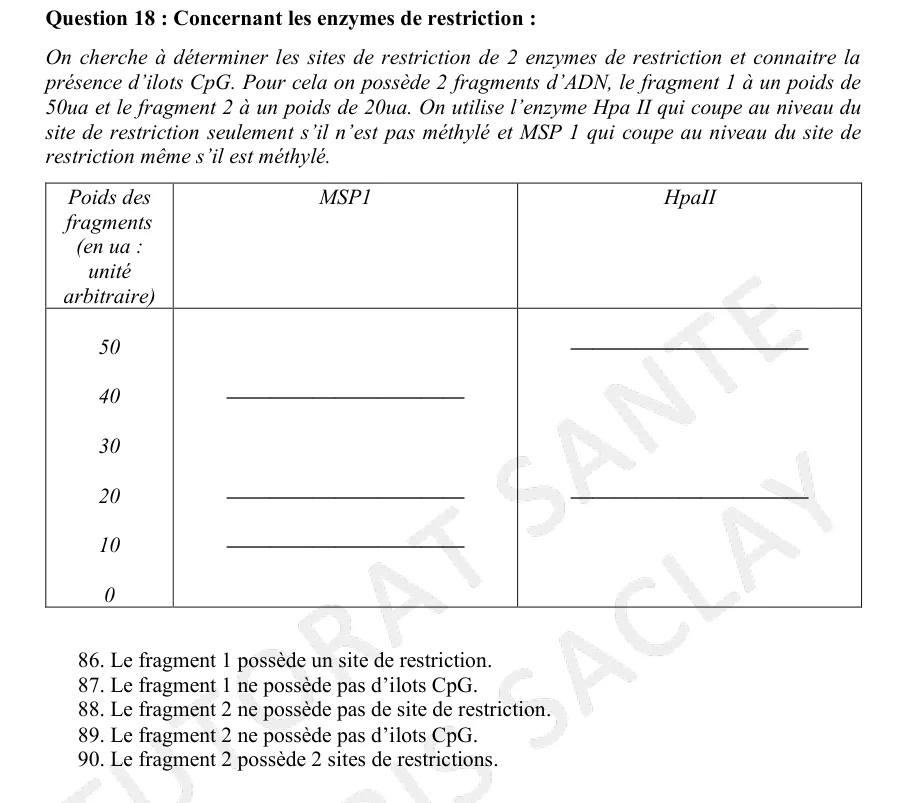 Question 18 : Concernant les enzymes de restriction :
On cherche à déterminer les sites de restriction de 2 enzymes de restriction et connaitre la
présence d’ilots CpG. Pour cela on possède 2 fragments d’ADN, le fragment 1 à un poids de
50ua et le fragment 2 à un poids de 20ua. On utilise l’enzyme Hpa II qui coupe au niveau du
site de restriction seulement s’il n’est pas méthylé et MSP 1 qui coupe au niveau du site de
restriction même s’il est méthylé.
Poids des
fragments
(en ua :
unité
arbitraire)
MSP1
HpaII
50
40
30
20
10
0
86. Le fragment 1 possède un site de restriction.
87. Le fragment 1 ne possède pas d’ilots CpG.
88. Le fragment 2 ne possède pas de site de restriction.
89. Le fragment 2 ne possède pas d’ilots CpG.
90. Le fragment 2 possède 2 sites de restrictions.
TUTORAT SANTE
PARIS SACLAY